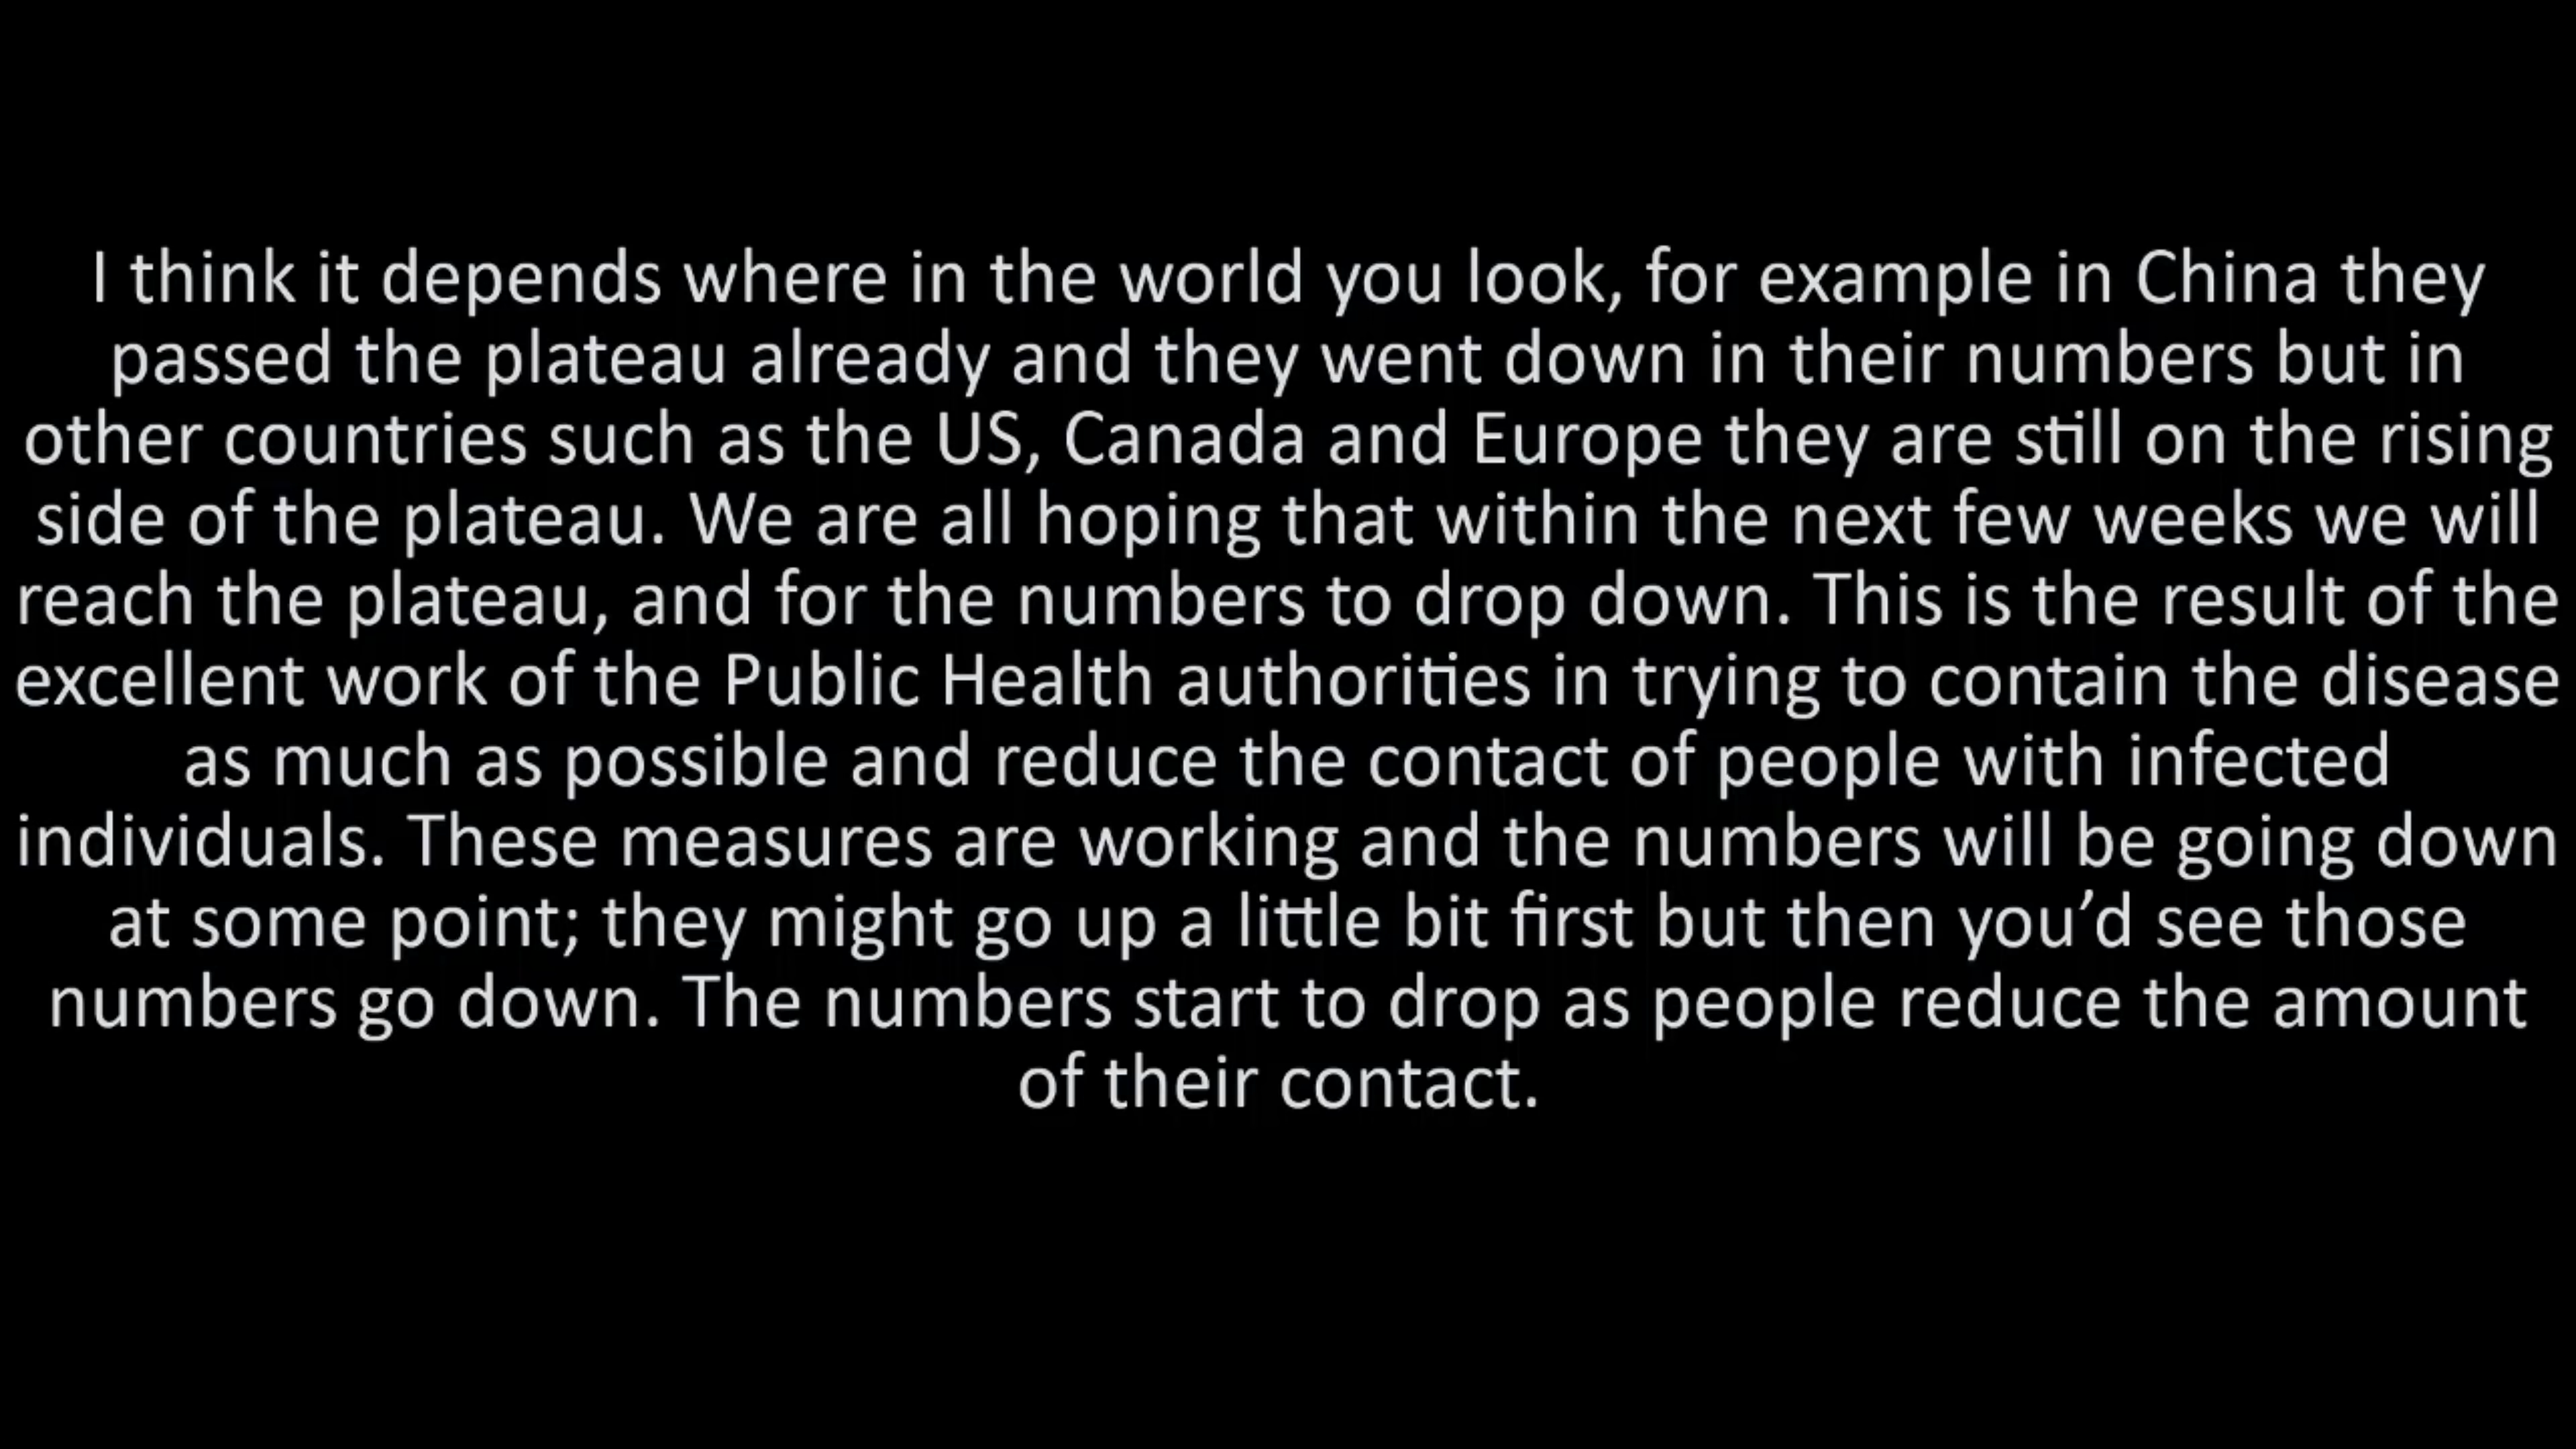 I think it depends where in the world you look, for example in China they
passed the plateau already and they went down in their numbers but in
other countries such as the US, Canada and Europe they are still on the rising
side of the plateau. We are all hoping that within the next few weeks we will
reach the plateau, and for the numbers to drop down. This is the result of the
excellent work of the Public Health authorities in trying to contain the disease
as much as possible and reduce the contact of people with infected
individuals. These measures are working and the numbers will be going down
at some point; they might go up a little bit first but then you’d see those
numbers go down. The numbers start to drop as people reduce the amount
of their contact.